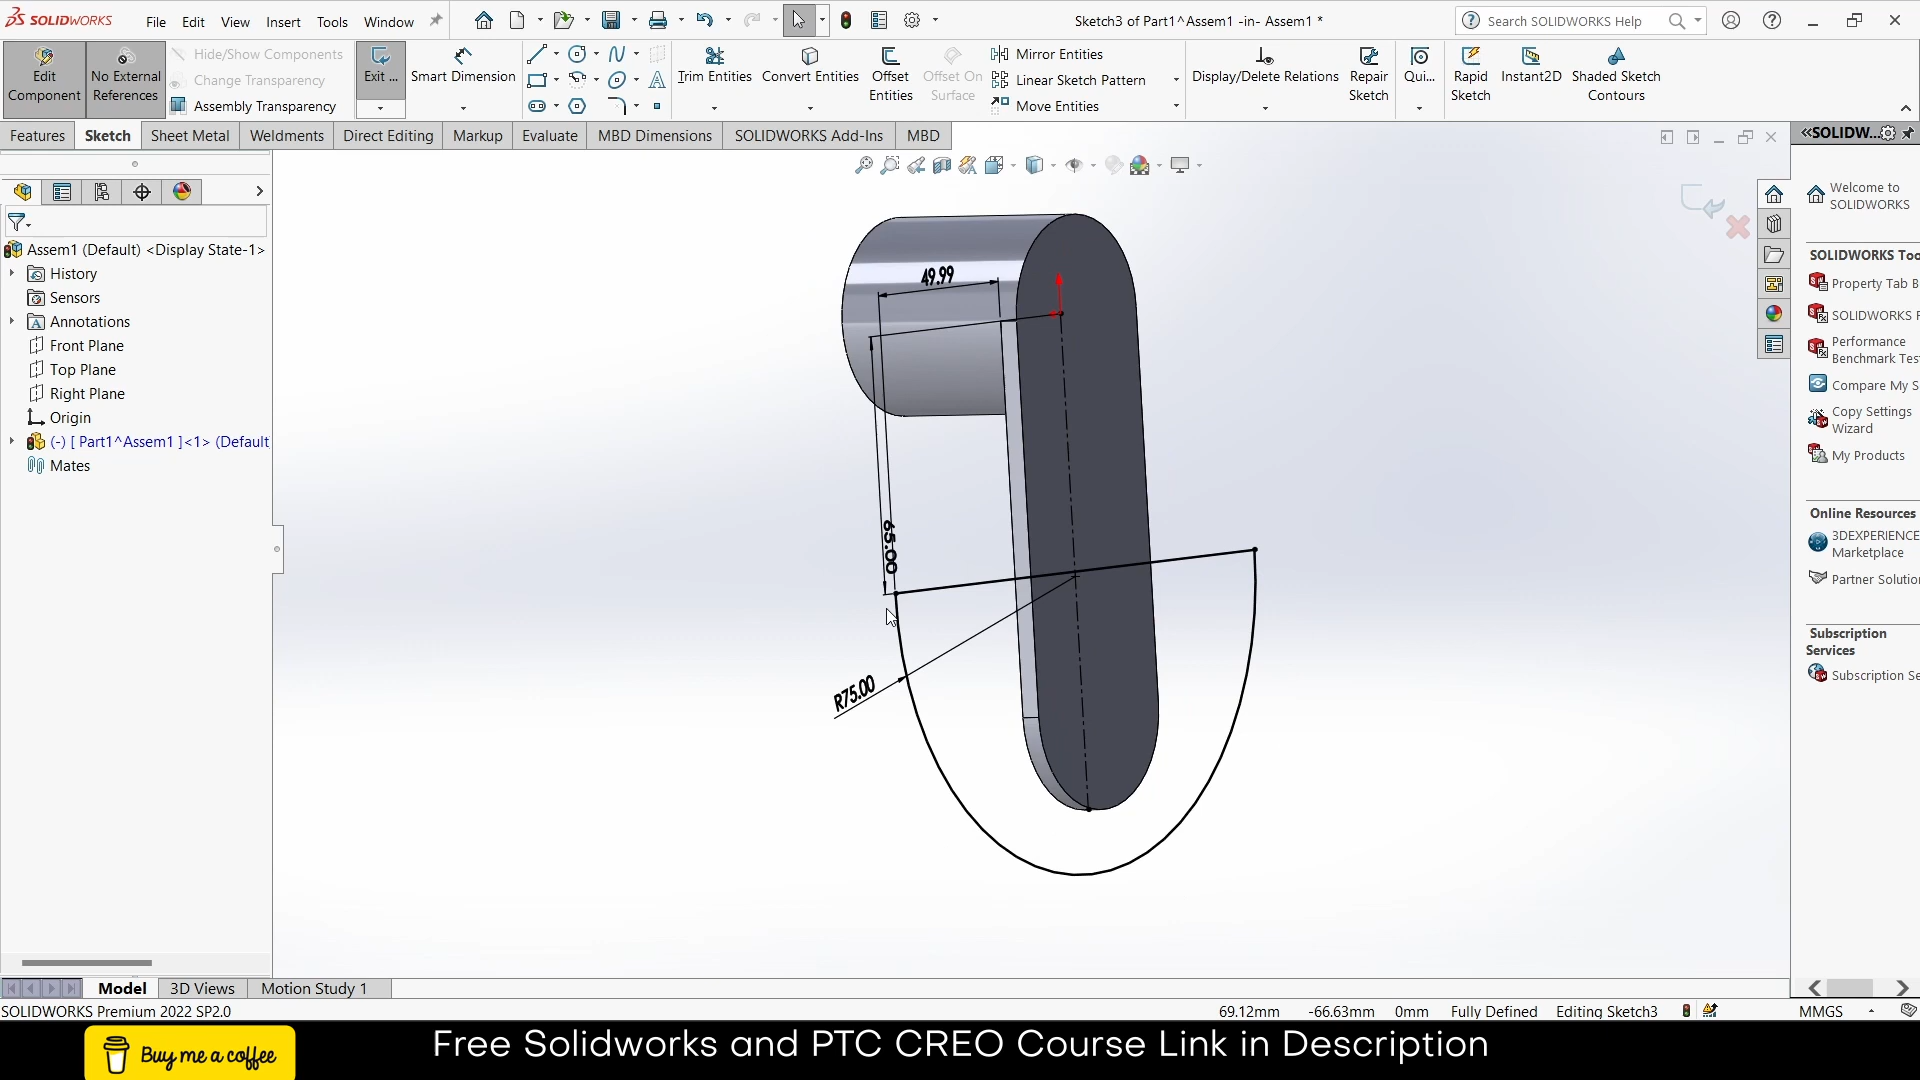 SOLIDWORKS File Edit View Insert Tools Window
Sketch3 of Part1^Assem1 -in- Assem1 *
Search SOLIDWORKS Help
Edit Component
No External References
Hide/Show Components
Change Transparency
Assembly Transparency
Exit ...
Smart Dimension
Trim Entities
Convert Entities
Offset Entities
Offset On Surface
Mirror Entities
Linear Sketch Pattern
Move Entities
Display/Delete Relations
Repair Sketch
Qui...
Rapid Sketch
Instant2D
Shaded Sketch Contours
Features Sketch Sheet Metal Weldments Direct Editing Markup Evaluate MBD Dimensions SOLIDWORKS Add-Ins MBD
SOLIDW...
Assem1 (Default) <Display State-1>
History
Sensors
Annotations
Front Plane
Top Plane
Right Plane
Origin
(-) [ Part1^Assem1 ]<1> (Default
Mates
49.99
65.00
R75.00
Welcome to
SOLIDWORKS
SOLIDWORKS Too
Property Tab B
SOLIDWORKS R
Performance
Benchmark Tes
Compare My S
Copy Settings
Wizard
My Products
Online Resources
3DEXPERIENCE
Marketplace
Partner Solutio
Subscription
Services
Subscription Se
Model 3D Views Motion Study 1
SOLIDWORKS Premium 2022 SP2.0
69.12mm -66.63mm 0mm Fully Defined Editing Sketch3 MMGS
Buy me a coffee
Free Solidworks and PTC CREO Course Link in Description